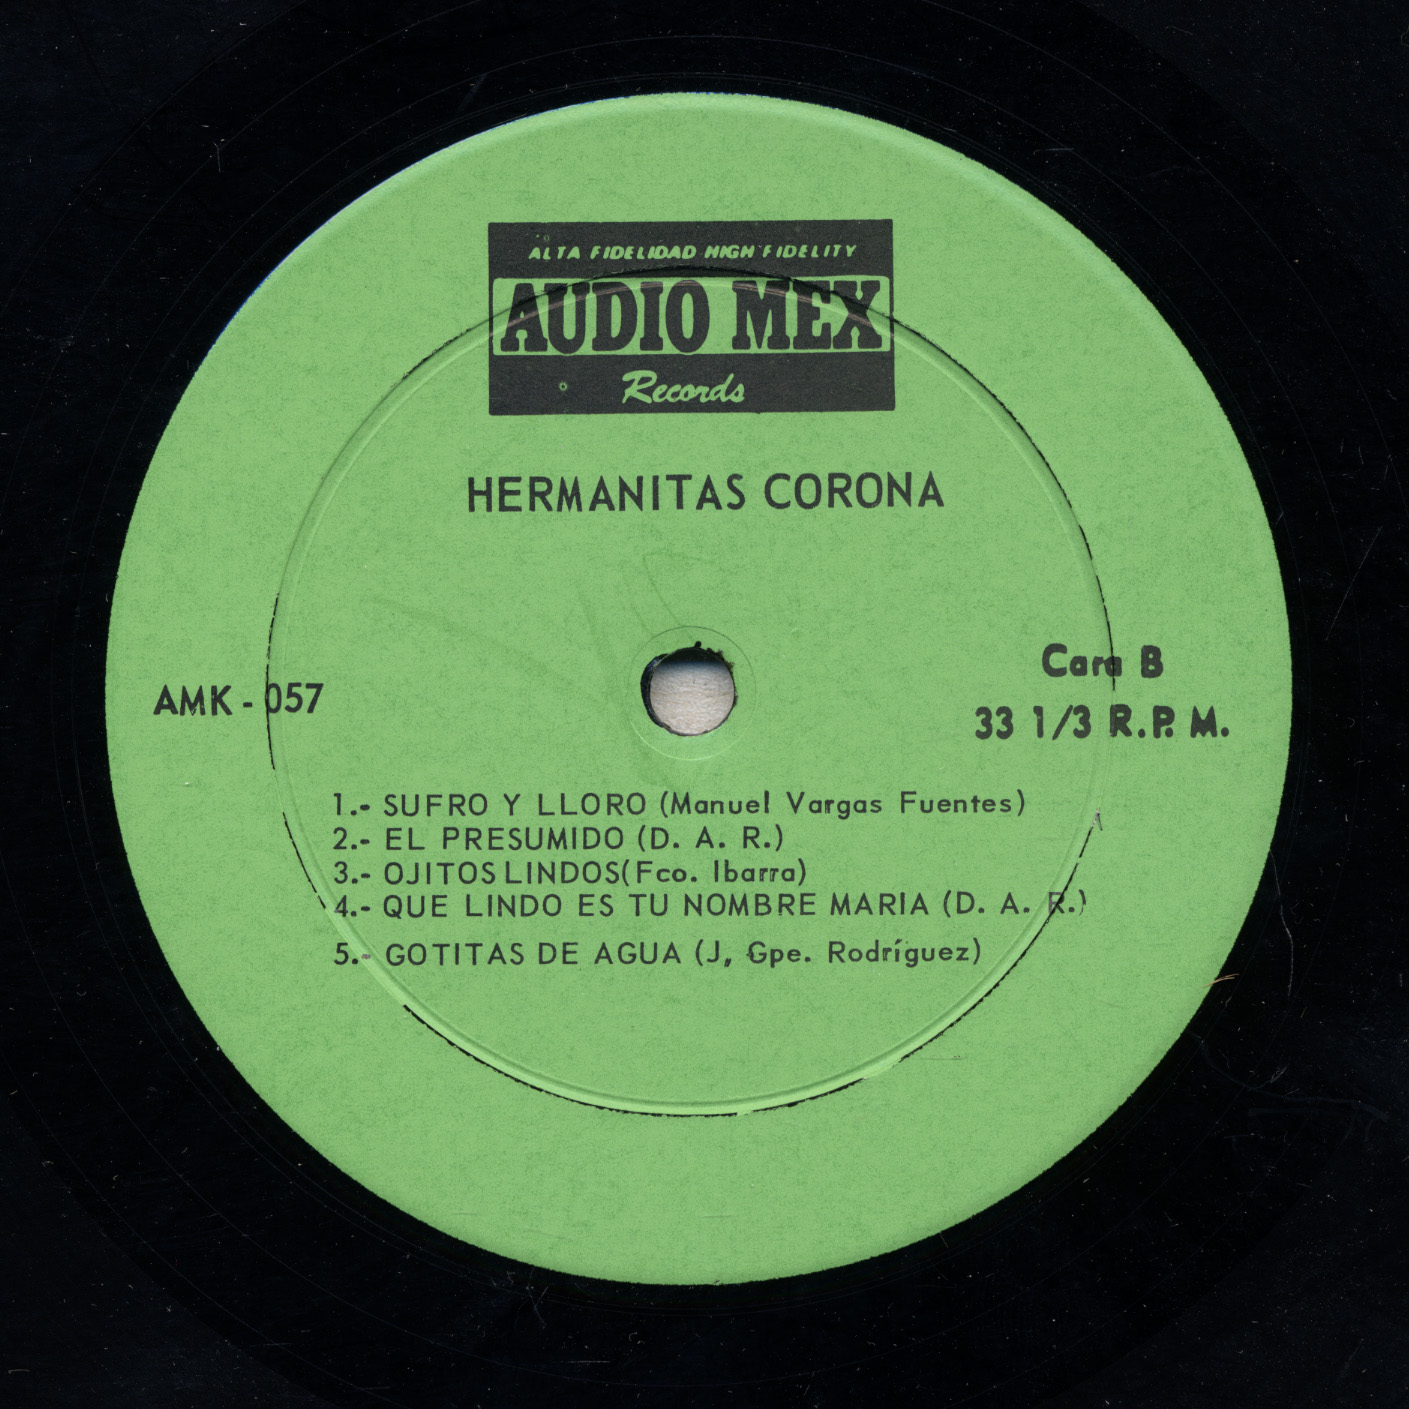 ALTA FIDELIDAD HIGH FIDELITY
AUDIO MEX
Records
HERMANITAS CORONA
AMK - 057
Cara B
33 1/3 R.P. M.
1.- SUFRO Y LLORO (Manuel Vargas Fuentes)
2.- EL PRESUMIDO (D. A. R.)
3.- OJITOS LINDOS(Fco. Ibarra)
4.- QUE LINDO ES TU NOMBRE MARIA (D. A. R.)
5.- GOTITAS DE AGUA (J, Gpe. Rodríguez)